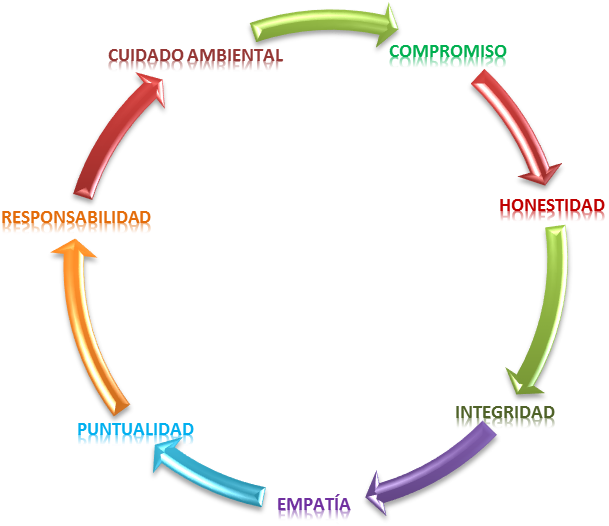 CUIDADO AMBIENTAL
COMPROMISO
HONESTIDAD
INTEGRIDAD
EMPATÍA
PUNTUALIDAD
RESPONSABILIDAD